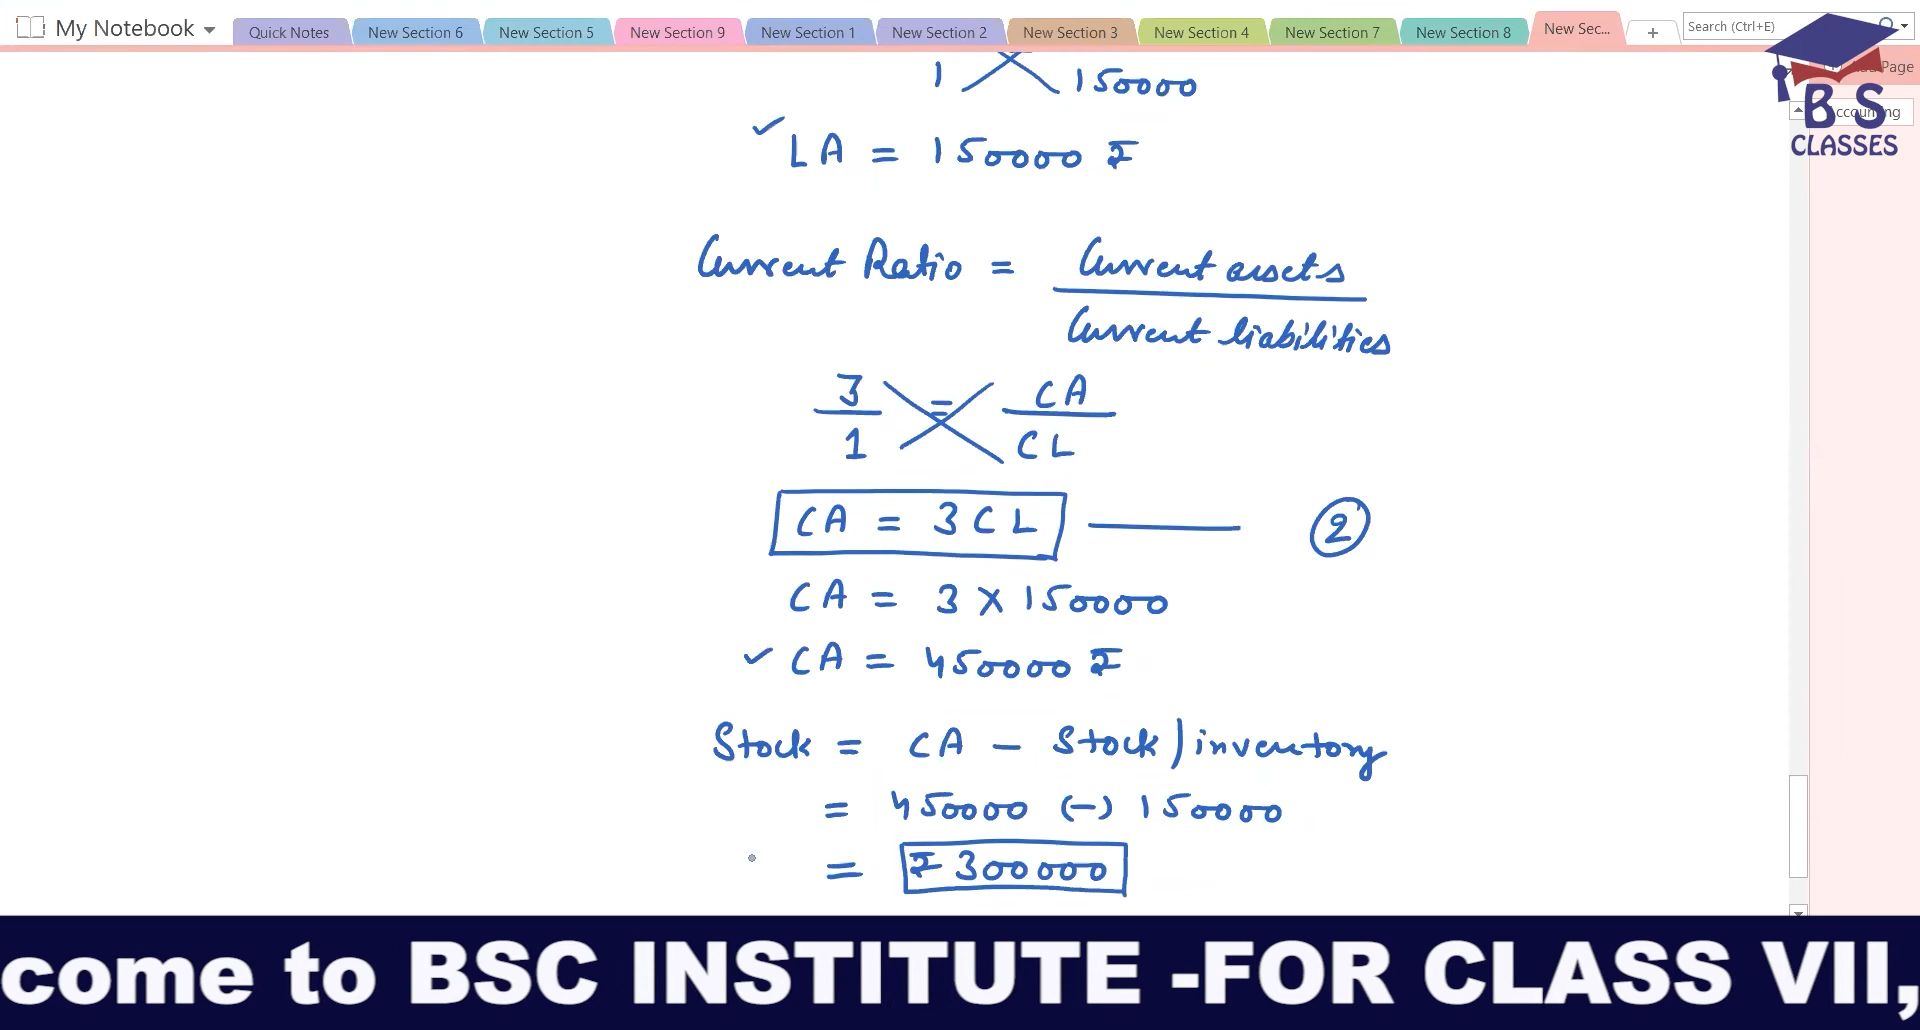 My Notebook
Quick Notes
New Section 6
New Section 5
New Section 9
New Section 1
New Section 2
New Section 3
New Section 4
New Section 7
New Section 8
New Sec...
+
Search (Ctrl+E)
Page
B S
CLASSES
1 150000
✓ LA = 150000 ₹
Current Ratio = Current assets
Current liabilities
3 = CA
1 CL
CA = 3CL ——— 2
CA = 3 × 150000
✓ CA = 450000 ₹
Stock = CA - Stock/inventory
= 450000 (-) 150000
= ₹ 300000
come to BSC INSTITUTE -FOR CLASS VII,